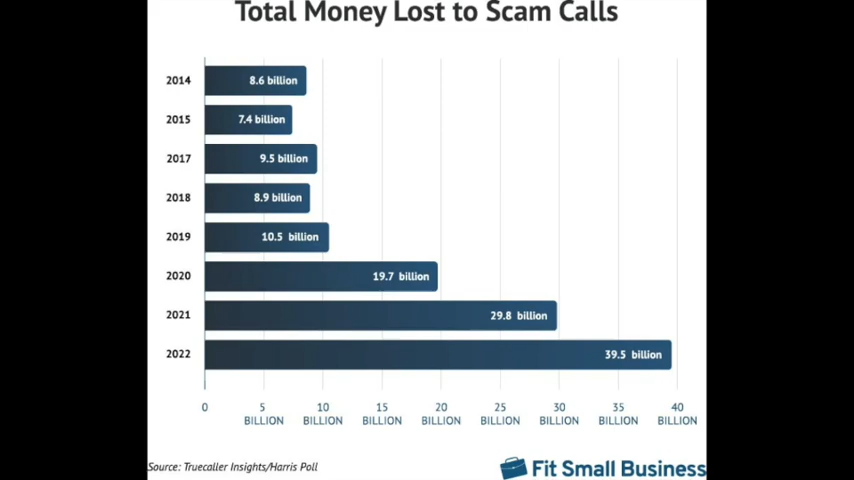 Total Money Lost to Scam Calls
2014 8.6 billion
2015 7.4 billion
2017 9.5 billion
2018 8.9 billion
2019 10.5 billion
2020 19.7 billion
2021 29.8 billion
2022 39.5 billion
0 5 10 15 20 25 30 35 40
BILLION BILLION BILLION BILLION BILLION BILLION BILLION BILLION
Source: Truecaller Insights/Harris Poll
Fit Small Business